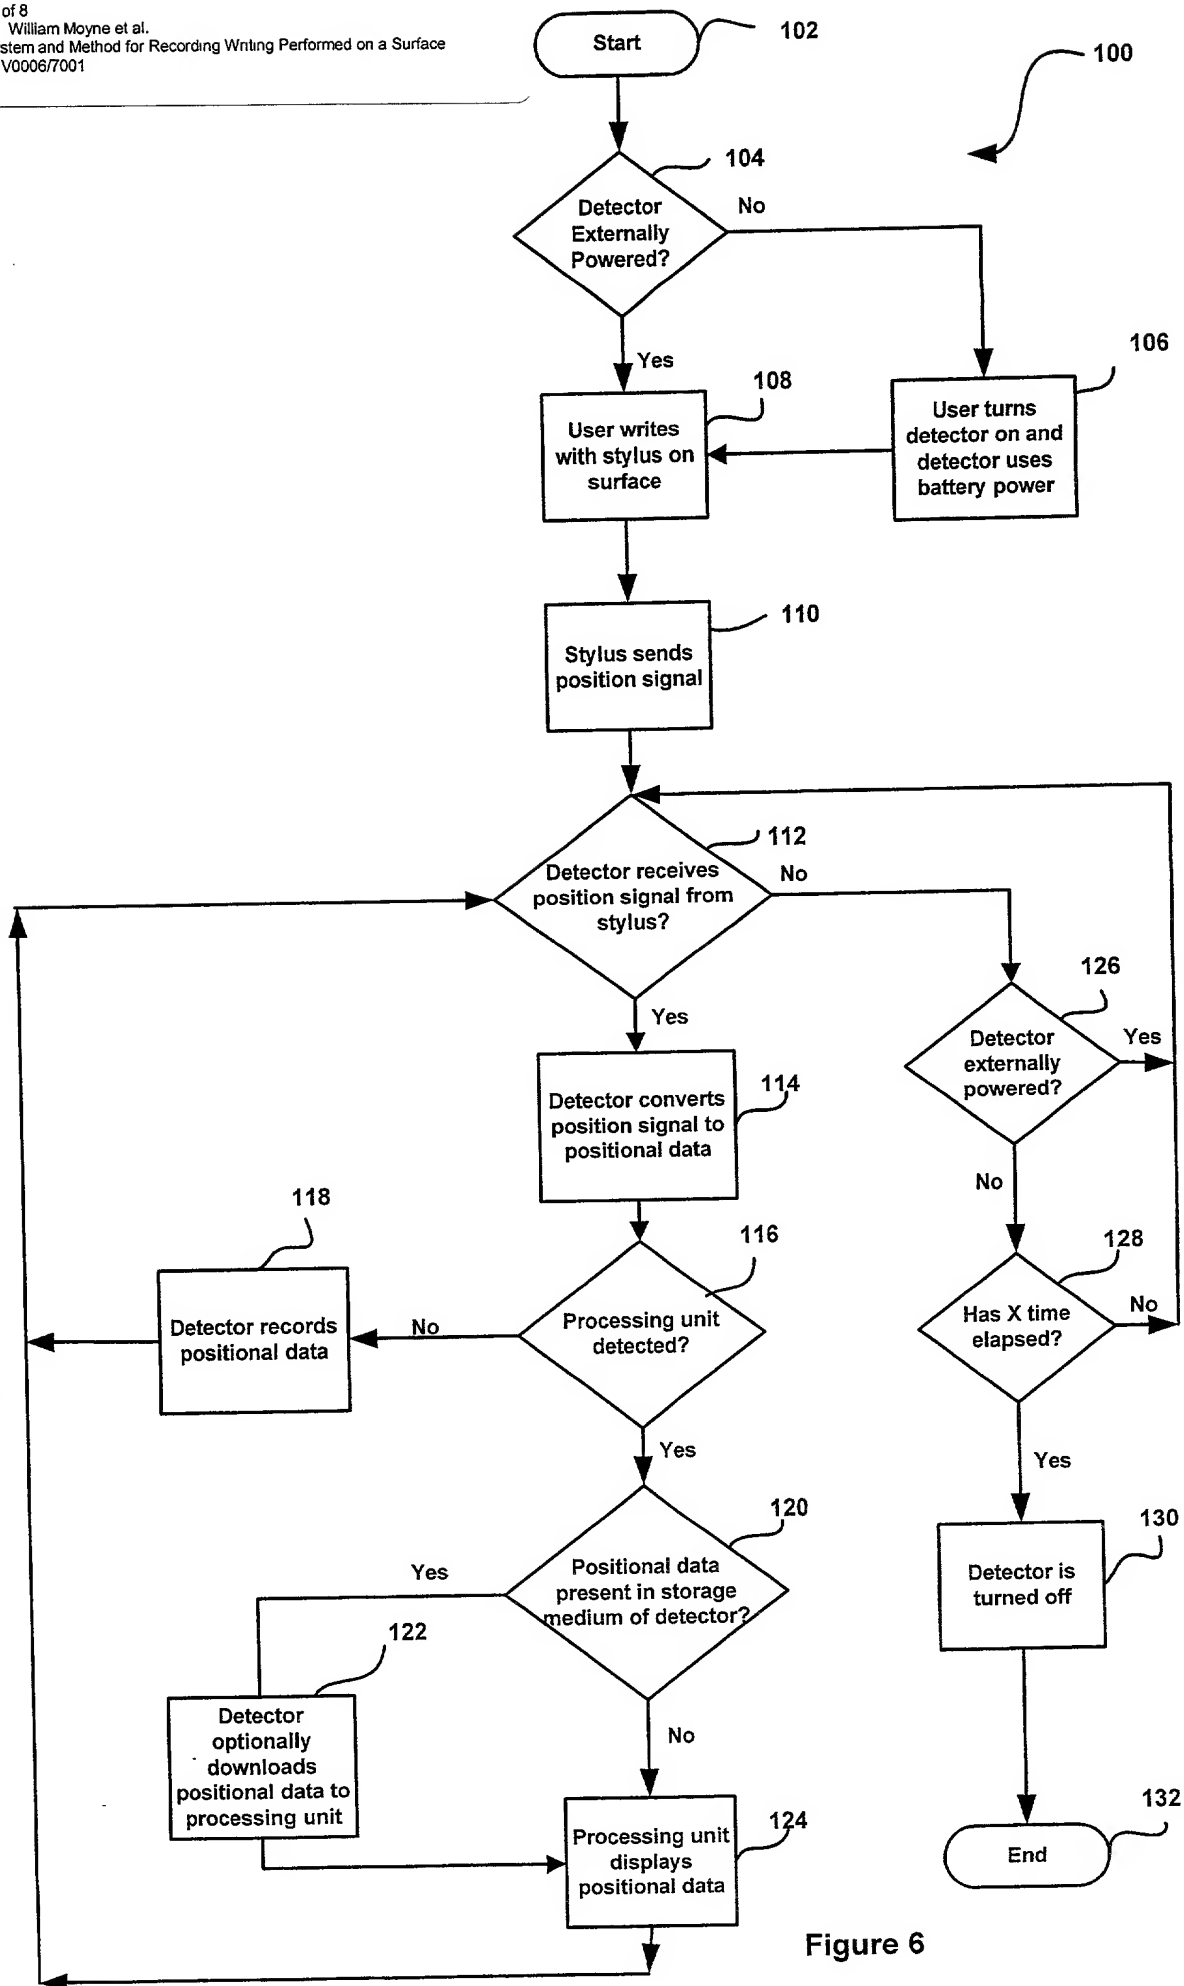 of 8
William Moyne et al.
stem and Method for Recording Writing Performed on a Surface
V0006/7001
Start
102
100
104
Detector
Externally
Powered?
No
Yes
106
User turns
detector on and
detector uses
battery power
108
User writes
with stylus on
surface
110
Stylus sends
position signal
112
Detector receives
position signal from
stylus?
No
Yes
126
Detector
externally
powered?
Yes
No
114
Detector converts
position signal to
positional data
118
Detector records
positional data
116
Processing unit
detected?
No
Yes
128
Has X time
elapsed?
No
Yes
120
Positional data
present in storage
medium of detector?
Yes
No
130
Detector is
turned off
122
Detector
optionally
downloads
positional data to
processing unit
124
Processing unit
displays
positional data
132
End
Figure 6